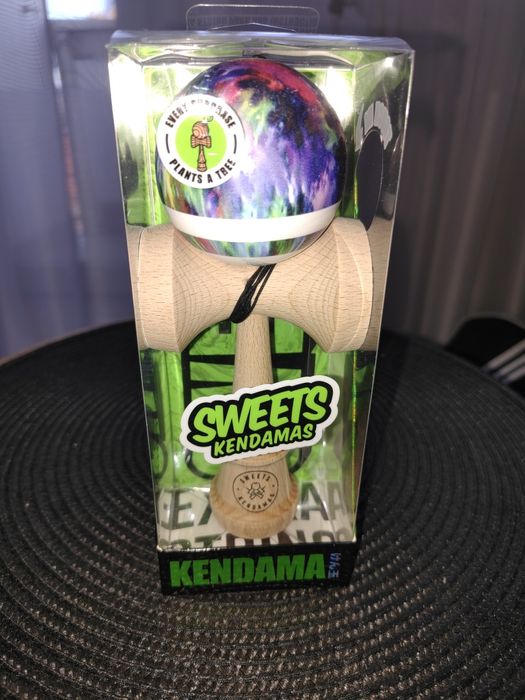 EVERY PURCHASE
PLANTS A TREE
SWEETS
KENDAMAS
SWEETS
KENDAMAS
KENDAMA